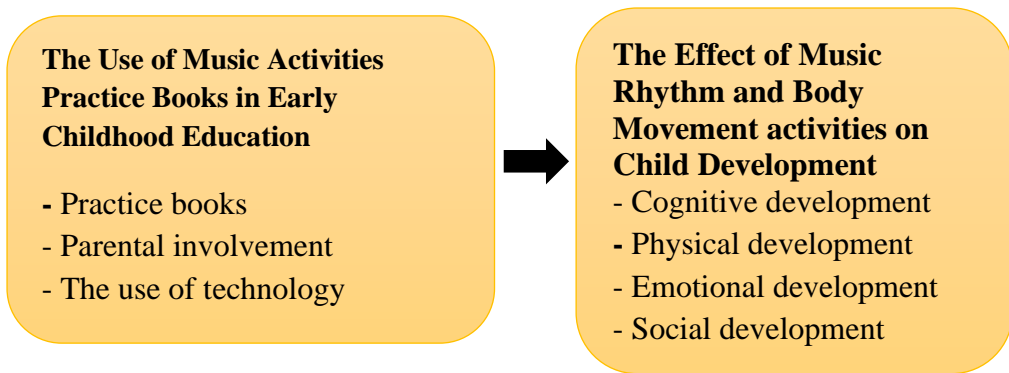 The Use of Music Activities
Practice Books in Early
Childhood Education
- Practice books
- Parental involvement
- The use of technology
The Effect of Music
Rhythm and Body
Movement activities on
Child Development
- Cognitive development
- Physical development
- Emotional development
- Social development